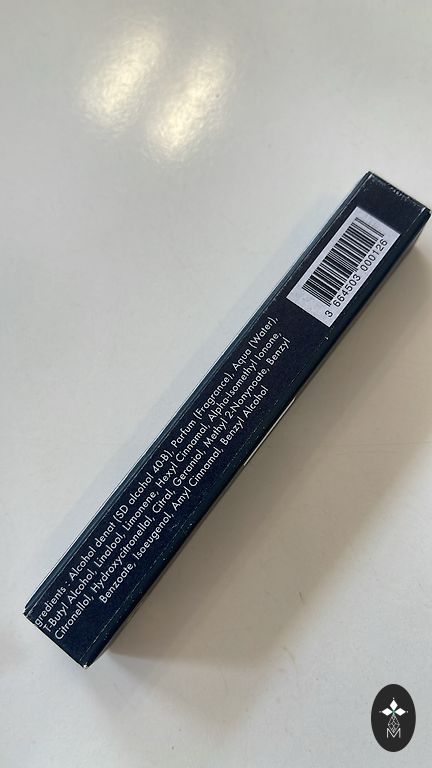 gredients : Alcohol denat (SD alcohol 40-B), Parfum (Fragrance), Aqua (Water),
T-Butyl Alcohol, Linalool, Limonene, Hexyl Cinnamal, Alpha-Isomethyl Ionone,
Citronellol, Hydroxycitronellal, Citral, Geraniol, Methyl 2-Nonynoate, Benzyl
Benzoate, Isoeugenol, Amyl Cinnamal, Benzyl Alcohol
3 664503 000126
M